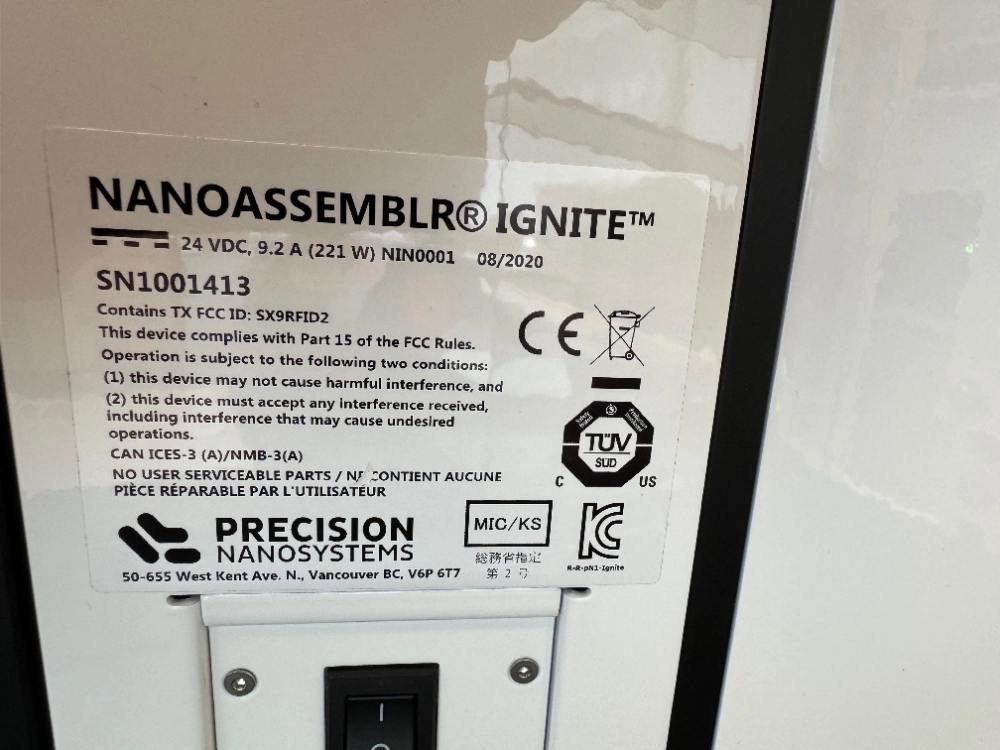 NANOASSEMBLR® IGNITE™
24 VDC, 9.2 A (221 W) NIN0001 08/2020
SN1001413
Contains TX FCC ID: SX9RFID2
This device complies with Part 15 of the FCC Rules.
Operation is subject to the following two conditions:
(1) this device may not cause harmful interference, and
(2) this device must accept any interference received,
including interference that may cause undesired
operations.
CAN ICES-3 (A)/NMB-3(A)
NO USER SERVICEABLE PARTS / NE CONTIENT AUCUNE
PIÈCE RÉPARABLE PAR L'UTILISATEUR
CE
TÜV
SÜD
C US
PRECISION
NANOSYSTEMS
50-655 West Kent Ave. N., Vancouver BC, V6P 6T7
MIC/KS
総務省指定
第 2 号
R-R-pN1-Ignite